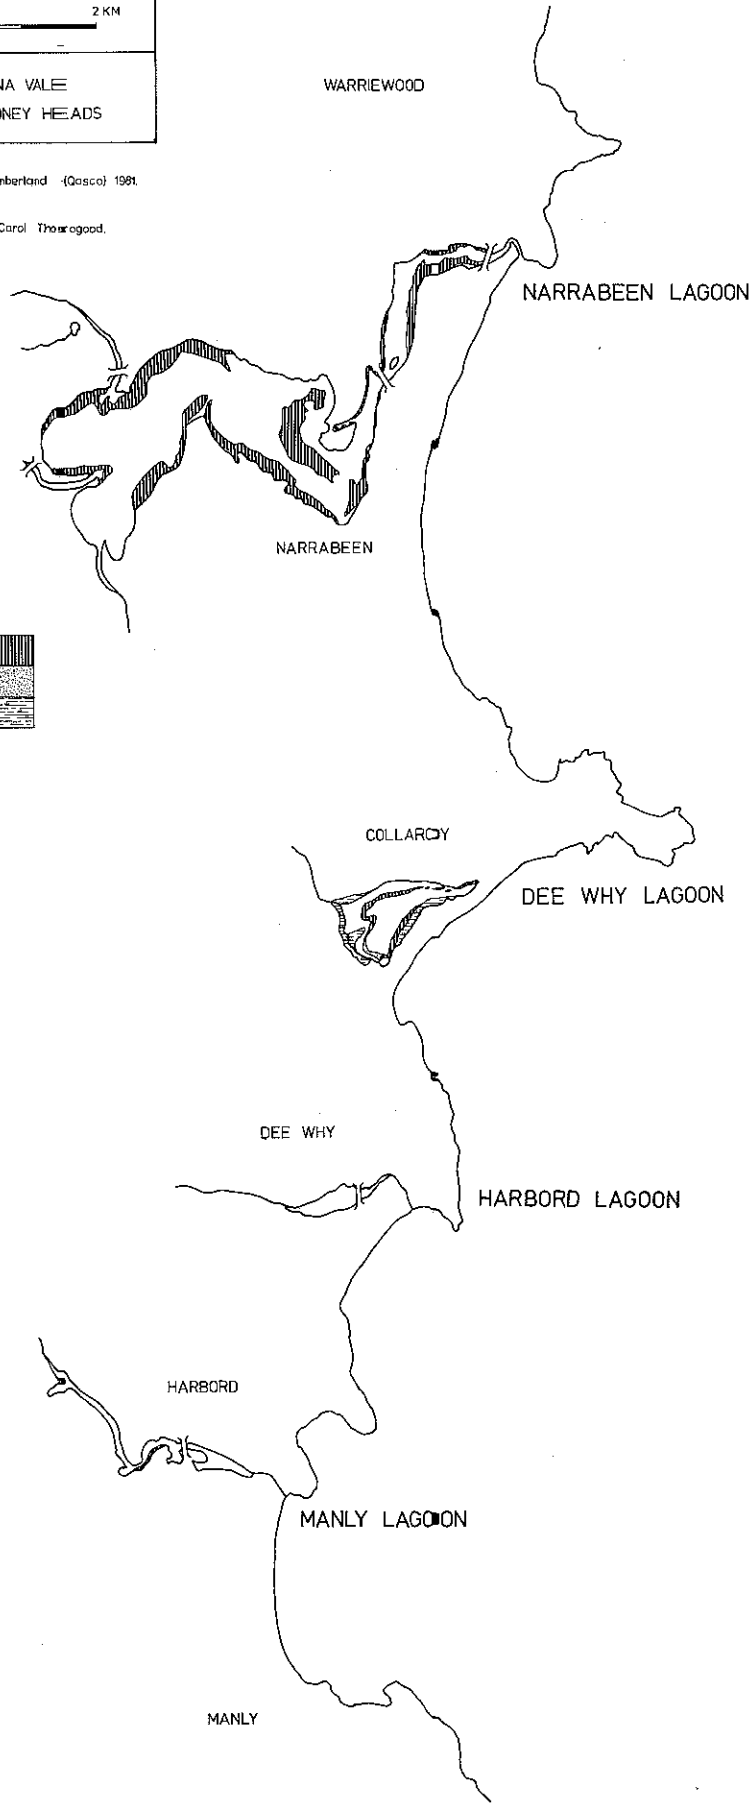 2 KM
NA VALE
NEY HEADS
mberland (Qasco) 1981.
Carol Thorogood.
WARRIEWOOD
NARRABEEN LAGOON
NARRABEEN
COLLAROY
DEE WHY LAGOON
DEE WHY
HARBORD LAGOON
HARBORD
MANLY LAGOON
MANLY